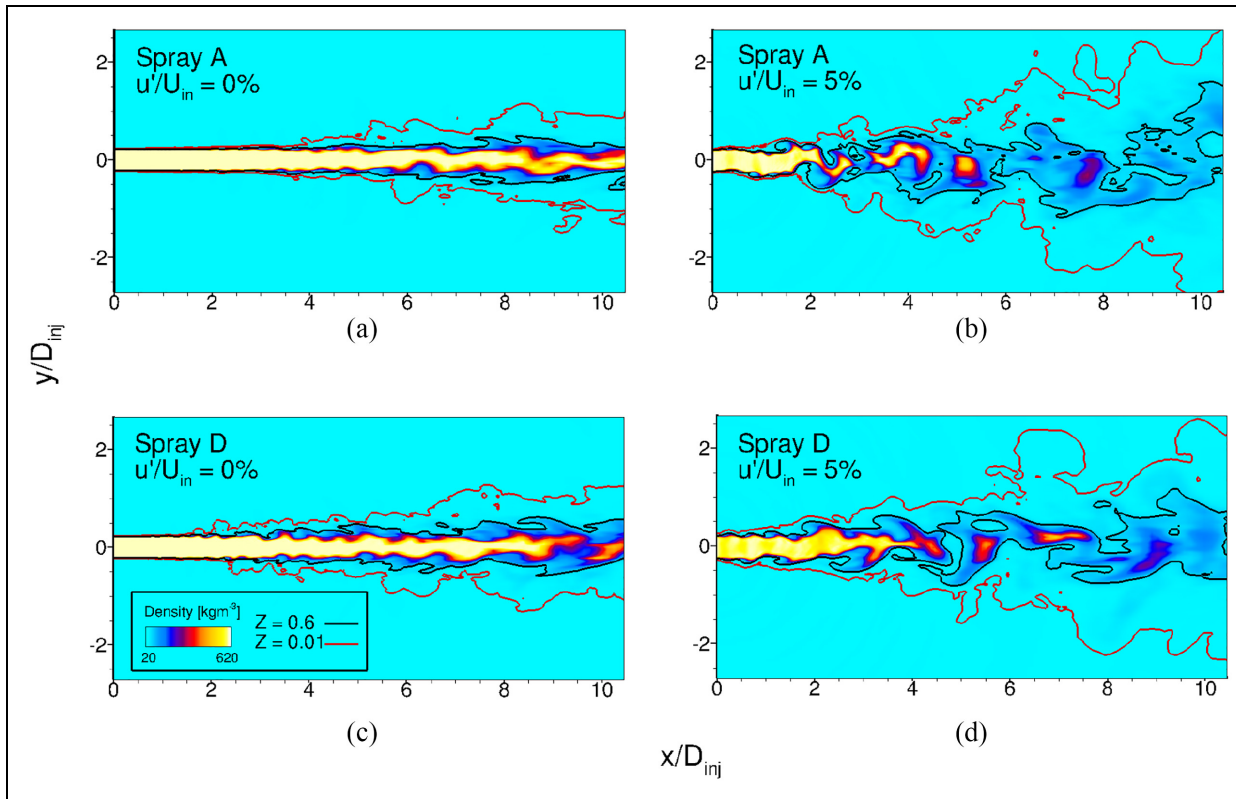 Spray A
u'/U_in = 0%
2
0
-2
0 2 4 6 8 10
(a)
Spray A
u'/U_in = 5%
2
0
-2
0 2 4 6 8 10
(b)
y/D_inj
Spray D
u'/U_in = 0%
2
0
-2
Density [kgm⁻³]
20 620
Z = 0.6
Z = 0.01
0 2 4 6 8 10
(c)
Spray D
u'/U_in = 5%
2
0
-2
0 2 4 6 8 10
(d)
x/D_inj